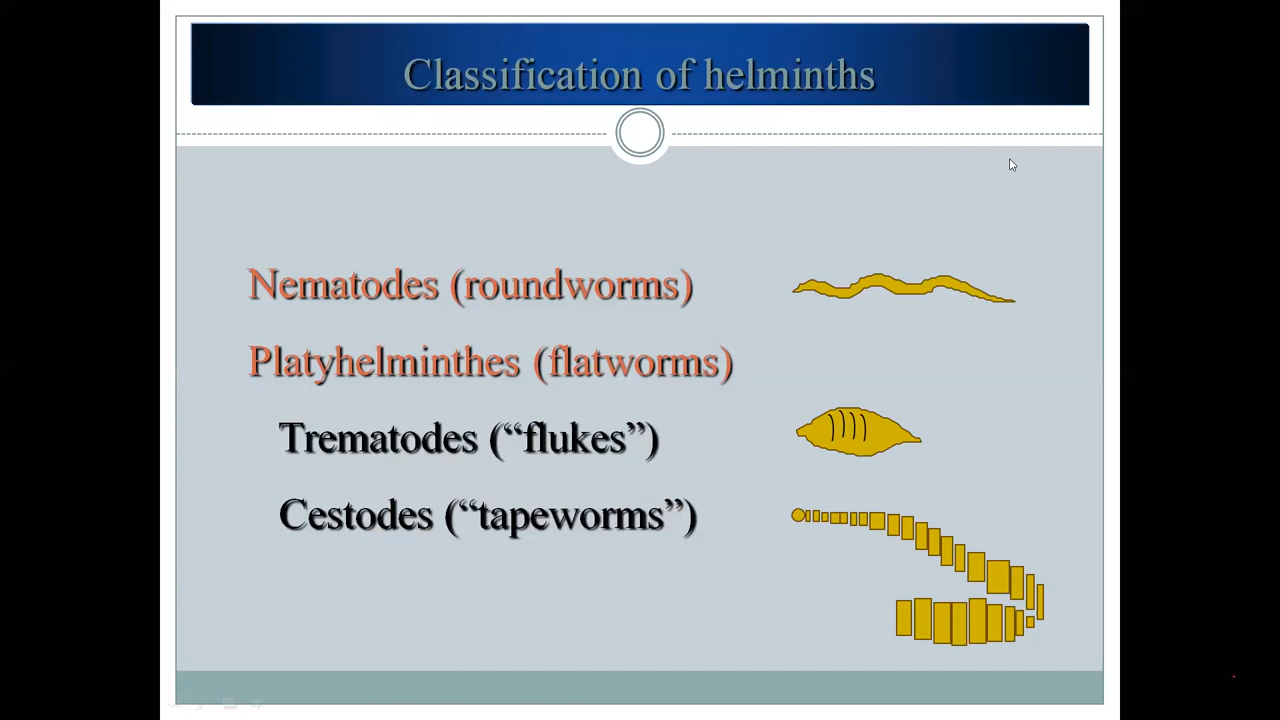 Classification of helminths
Nematodes (roundworms)
Platyhelminthes (flatworms)
Trematodes (“flukes”)
Cestodes (“tapeworms”)